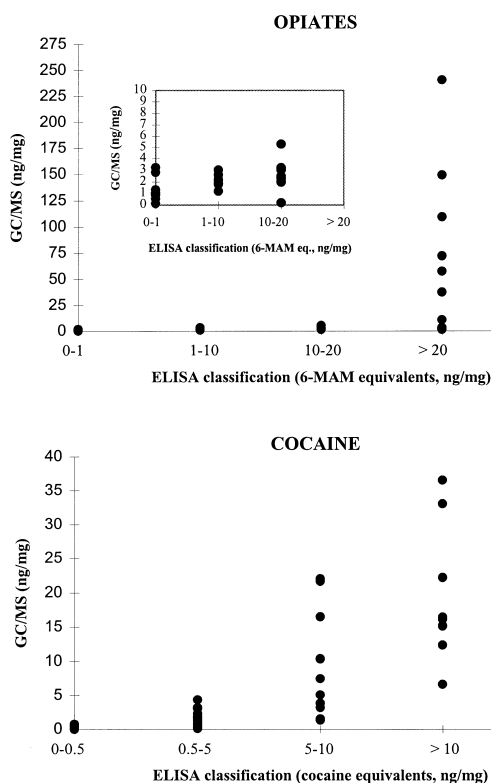 OPIATES
275
250
225
200
175
150
125
100
75
50
25
0
GC/MS (ng/mg)
10
9
8
7
6
5
4
3
2
1
0
GC/MS (ng/mg)
0-1 1-10 10-20 > 20
ELISA classification (6-MAM eq., ng/mg)
0-1 1-10 10-20 > 20
ELISA classification (6-MAM equivalents, ng/mg)
COCAINE
40
35
30
25
20
15
10
5
0
GC/MS (ng/mg)
0-0.5 0.5-5 5-10 > 10
ELISA classification (cocaine equivalents, ng/mg)